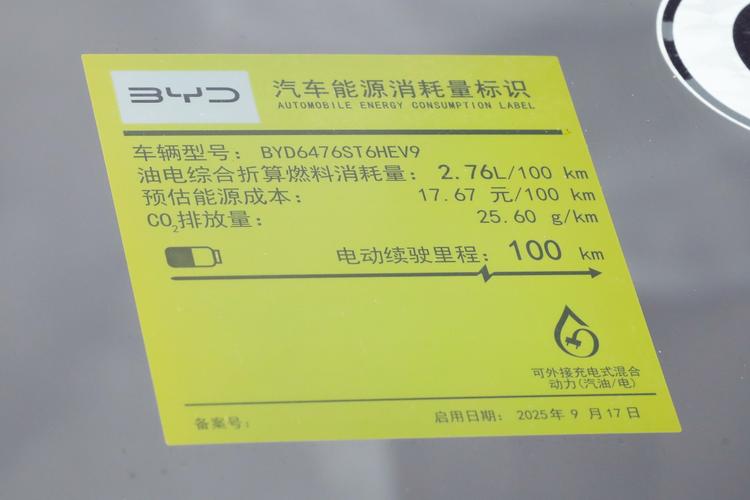 BYD
汽车能源消耗量标识
AUTOMOBILE ENERGY CONSUMPTION LABEL
车辆型号: BYD6476ST6HEV9
油电综合折算燃料消耗量: 2.76L/100 km
预估能源成本: 17.67 元/100 km
CO₂排放量: 25.60 g/km
电动续驶里程: 100 km
可外接充电式混合
动力(汽油/电)
备案号:
启用日期: 2025年 9 月 17 日